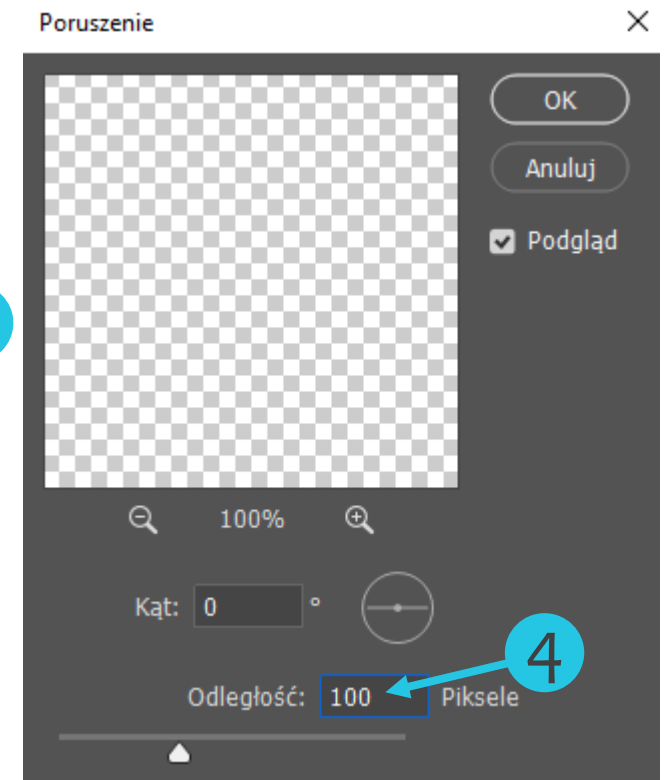 Poruszenie
OK
Anuluj
Podgląd
100%
Kąt: 0 °
4
Odległość: 100 Piksele